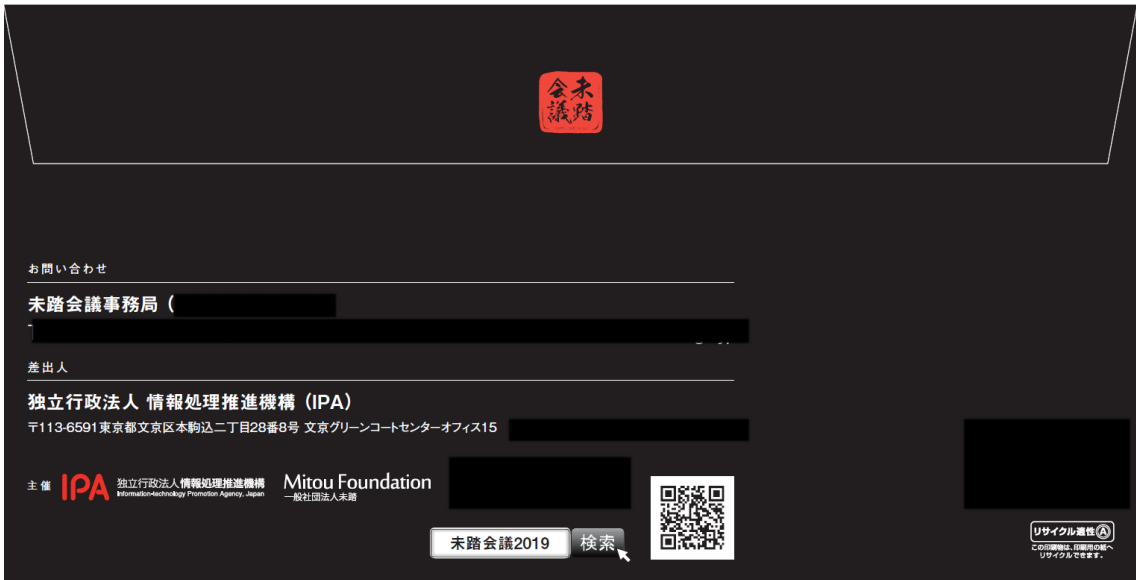 未踏
会議
お問い合わせ
未踏会議事務局（
差出人
独立行政法人 情報処理推進機構（IPA）
〒113-6591東京都文京区本駒込二丁目28番8号 文京グリーンコートセンターオフィス15
主催
IPA
独立行政法人情報処理推進機構
Information-technology Promotion Agency, Japan
Mitou Foundation
一般社団法人未踏
未踏会議2019 検索
リサイクル適性Ⓐ
この印刷物は、印刷用の紙へ
リサイクルできます。